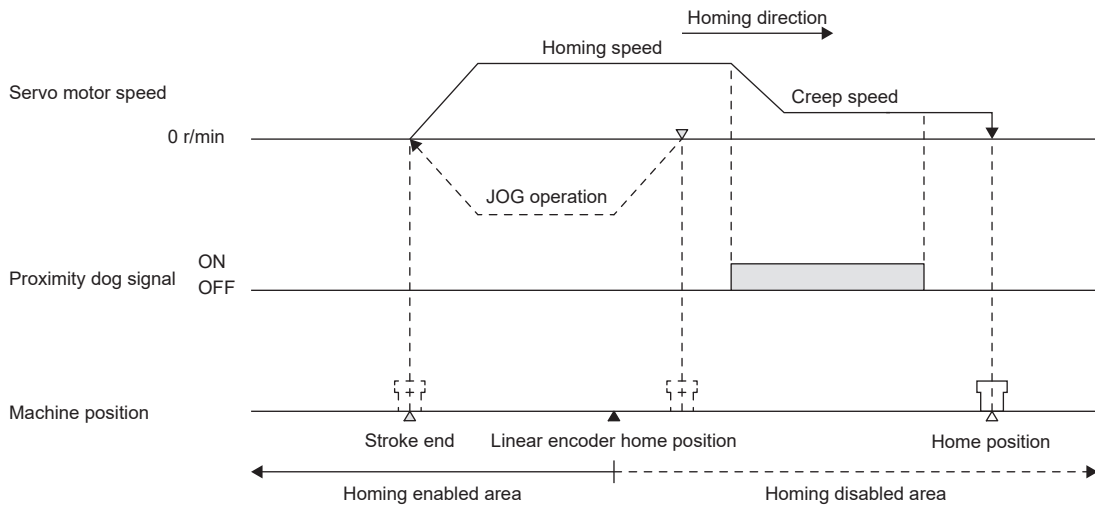 Homing direction
Homing speed
Servo motor speed
Creep speed
0 r/min
JOG operation
ON
Proximity dog signal
OFF
Machine position
Stroke end
Linear encoder home position
Home position
Homing enabled area
Homing disabled area